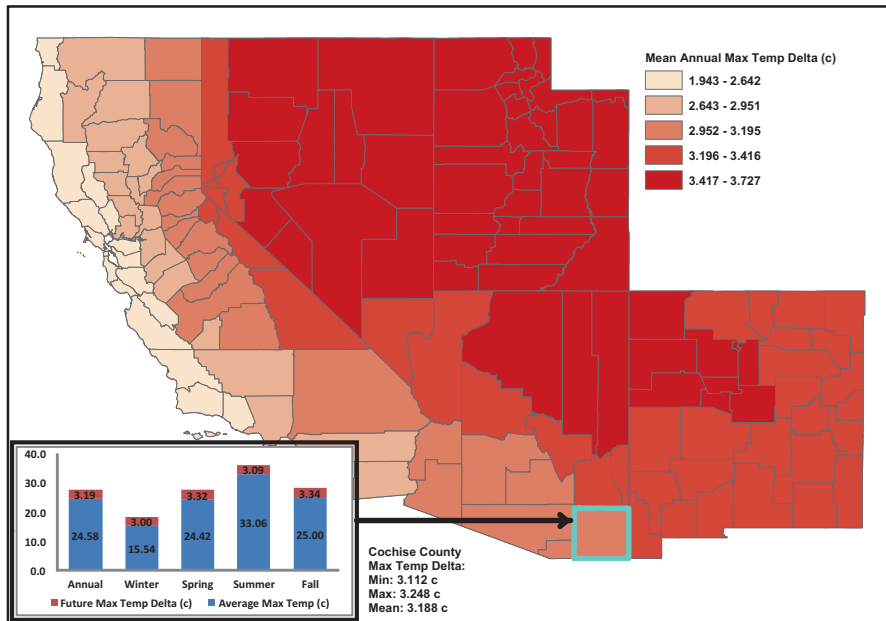 Mean Annual Max Temp Delta (c)
1.943 - 2.642
2.643 - 2.951
2.952 - 3.195
3.196 - 3.416
3.417 - 3.727
40.0
30.0
20.0
10.0
0.0
3.19
3.00
3.32
3.09
3.34
24.58
15.54
24.42
33.06
25.00
Annual Winter Spring Summer Fall
Future Max Temp Delta (c) Average Max Temp (c)
Cochise County
Max Temp Delta:
Min: 3.112 c
Max: 3.248 c
Mean: 3.188 c